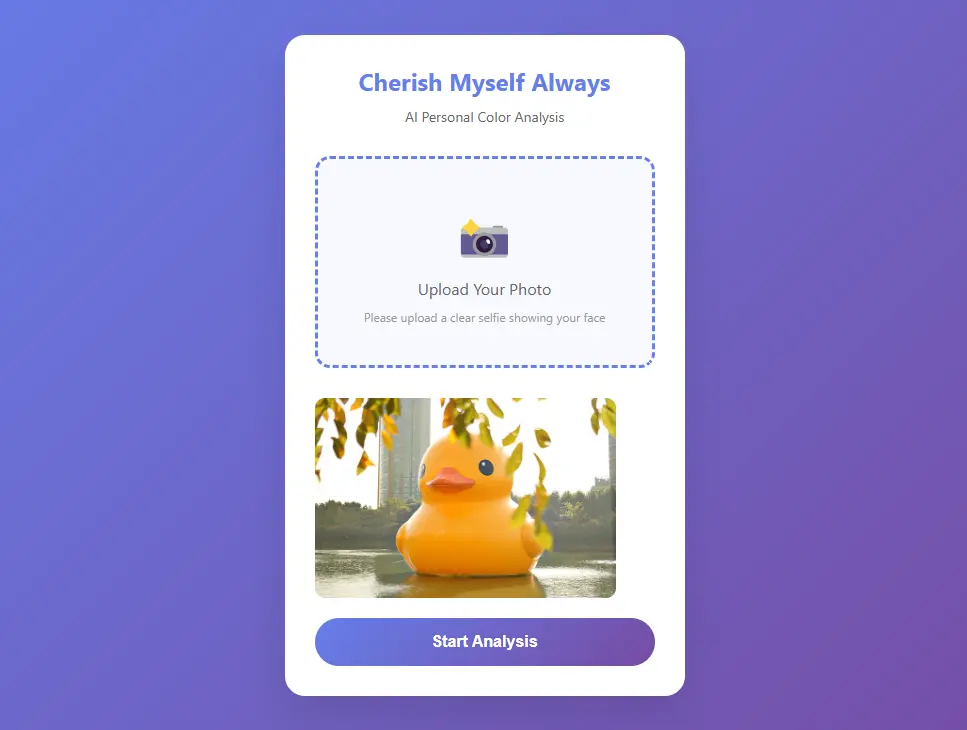 Cherish Myself Always
AI Personal Color Analysis
Upload Your Photo
Please upload a clear selfie showing your face
Start Analysis